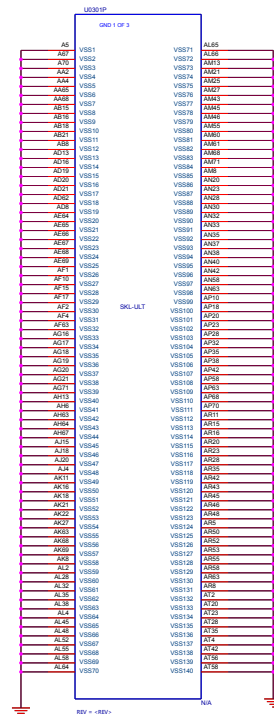 U0301P
GND 1 OF 3
A5 VSS1 VSS71 AL65
A67 VSS2 VSS72 AL66
A70 VSS3 VSS73 AM13
AA2 VSS4 VSS74 AM21
AA4 VSS5 VSS75 AM25
AA65 VSS6 VSS76 AM27
AA68 VSS7 VSS77 AM43
AB15 VSS8 VSS78 AM45
AB16 VSS9 VSS79 AM46
AB18 VSS10 VSS80 AM55
AB21 VSS11 VSS81 AM60
AB8 VSS12 VSS82 AM61
AD13 VSS13 VSS83 AM68
AD16 VSS14 VSS84 AM71
AD19 VSS15 VSS85 AM8
AD20 VSS16 VSS86 AN20
AD21 VSS17 VSS87 AN23
AD62 VSS18 VSS88 AN28
AD8 VSS19 VSS89 AN30
AE64 VSS20 VSS90 AN32
AE65 VSS21 VSS91 AN33
AE66 VSS22 VSS92 AN35
AE67 VSS23 VSS93 AN37
AE68 VSS24 VSS94 AN38
AE69 VSS25 VSS95 AN40
AF1 VSS26 VSS96 AN42
AF10 VSS27 VSS97 AN58
AF15 VSS28 VSS98 AN63
AF17 VSS29 VSS99 AP10
AF2 VSS30 SKL-ULT VSS100 AP18
AF4 VSS31 VSS101 AP20
AF63 VSS32 VSS102 AP23
AG16 VSS33 VSS103 AP28
AG17 VSS34 VSS104 AP32
AG18 VSS35 VSS105 AP35
AG19 VSS36 VSS106 AP38
AG20 VSS37 VSS107 AP42
AG21 VSS38 VSS108 AP58
AG71 VSS39 VSS109 AP63
AH13 VSS40 VSS110 AP68
AH6 VSS41 VSS111 AP70
AH63 VSS42 VSS112 AR11
AH64 VSS43 VSS113 AR15
AH67 VSS44 VSS114 AR16
AJ15 VSS45 VSS115 AR20
AJ18 VSS46 VSS116 AR23
AJ20 VSS47 VSS117 AR28
AJ4 VSS48 VSS118 AR35
AK11 VSS49 VSS119 AR42
AK16 VSS50 VSS120 AR43
AK18 VSS51 VSS121 AR45
AK21 VSS52 VSS122 AR46
AK22 VSS53 VSS123 AR48
AK27 VSS54 VSS124 AR5
AK63 VSS55 VSS125 AR50
AK68 VSS56 VSS126 AR52
AK69 VSS57 VSS127 AR53
AK8 VSS58 VSS128 AR55
AL2 VSS59 VSS129 AR58
AL28 VSS60 VSS130 AR63
AL32 VSS61 VSS131 AR8
AL35 VSS62 VSS132 AT2
AL38 VSS63 VSS133 AT20
AL4 VSS64 VSS134 AT23
AL45 VSS65 VSS135 AT28
AL48 VSS66 VSS136 AT35
AL52 VSS67 VSS137 AT4
AL55 VSS68 VSS138 AT42
AL58 VSS69 VSS139 AT56
AL64 VSS70 VSS140 AT58
N/A
REV = <REV>